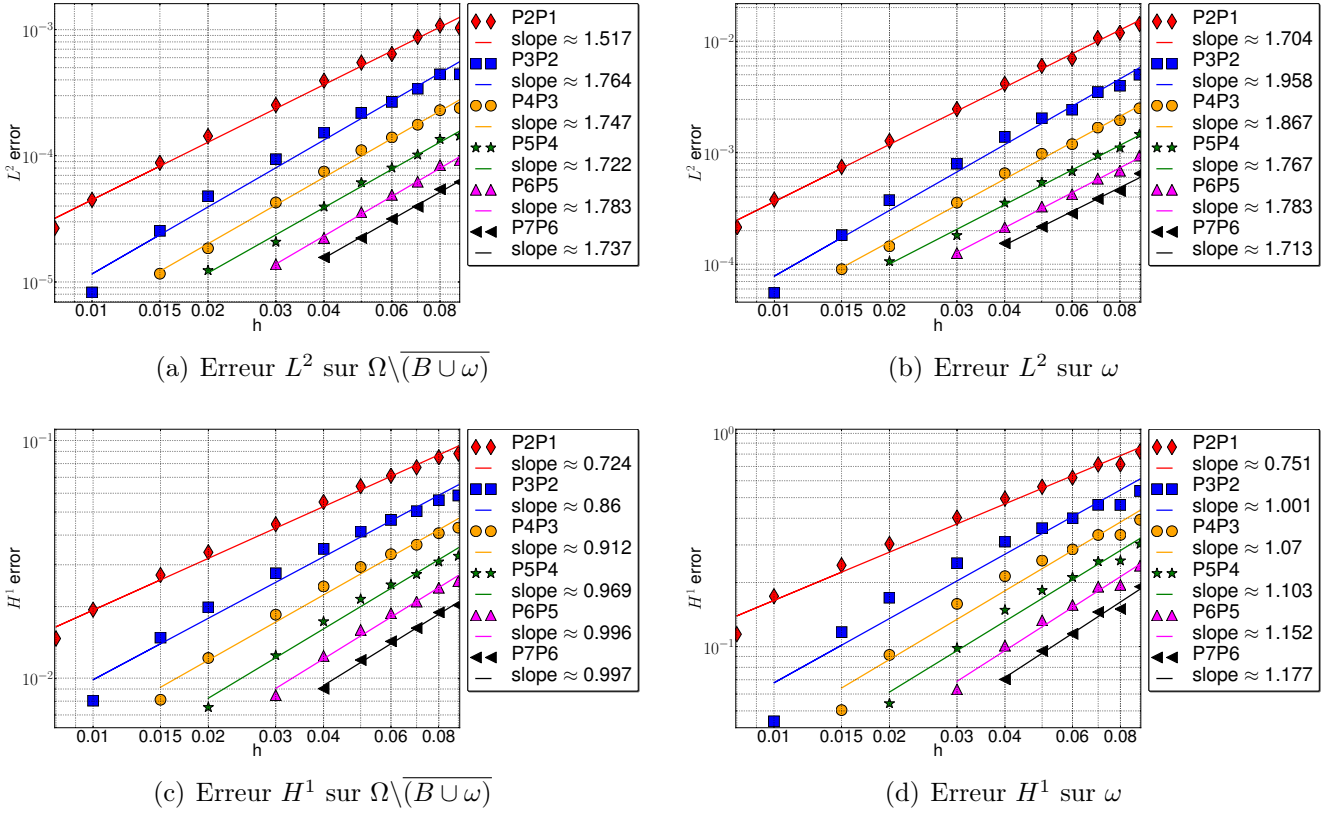 10⁻³
10⁻⁴
10⁻⁵
L² error
0.01 0.015 0.02 0.03 0.04 0.06 0.08
h
P2P1
slope ≈ 1.517
P3P2
slope ≈ 1.764
P4P3
slope ≈ 1.747
P5P4
slope ≈ 1.722
P6P5
slope ≈ 1.783
P7P6
slope ≈ 1.737
(a) Erreur L² sur Ω\(B ∪ ω)
10⁻²
10⁻³
10⁻⁴
L² error
0.01 0.015 0.02 0.03 0.04 0.06 0.08
h
P2P1
slope ≈ 1.704
P3P2
slope ≈ 1.958
P4P3
slope ≈ 1.867
P5P4
slope ≈ 1.767
P6P5
slope ≈ 1.783
P7P6
slope ≈ 1.713
(b) Erreur L² sur ω
10⁻¹
10⁻²
H¹ error
0.01 0.015 0.02 0.03 0.04 0.06 0.08
h
P2P1
slope ≈ 0.724
P3P2
slope ≈ 0.86
P4P3
slope ≈ 0.912
P5P4
slope ≈ 0.969
P6P5
slope ≈ 0.996
P7P6
slope ≈ 0.997
(c) Erreur H¹ sur Ω\(B ∪ ω)
10⁰
10⁻¹
H¹ error
0.01 0.015 0.02 0.03 0.04 0.06 0.08
h
P2P1
slope ≈ 0.751
P3P2
slope ≈ 1.001
P4P3
slope ≈ 1.07
P5P4
slope ≈ 1.103
P6P5
slope ≈ 1.152
P7P6
slope ≈ 1.177
(d) Erreur H¹ sur ω